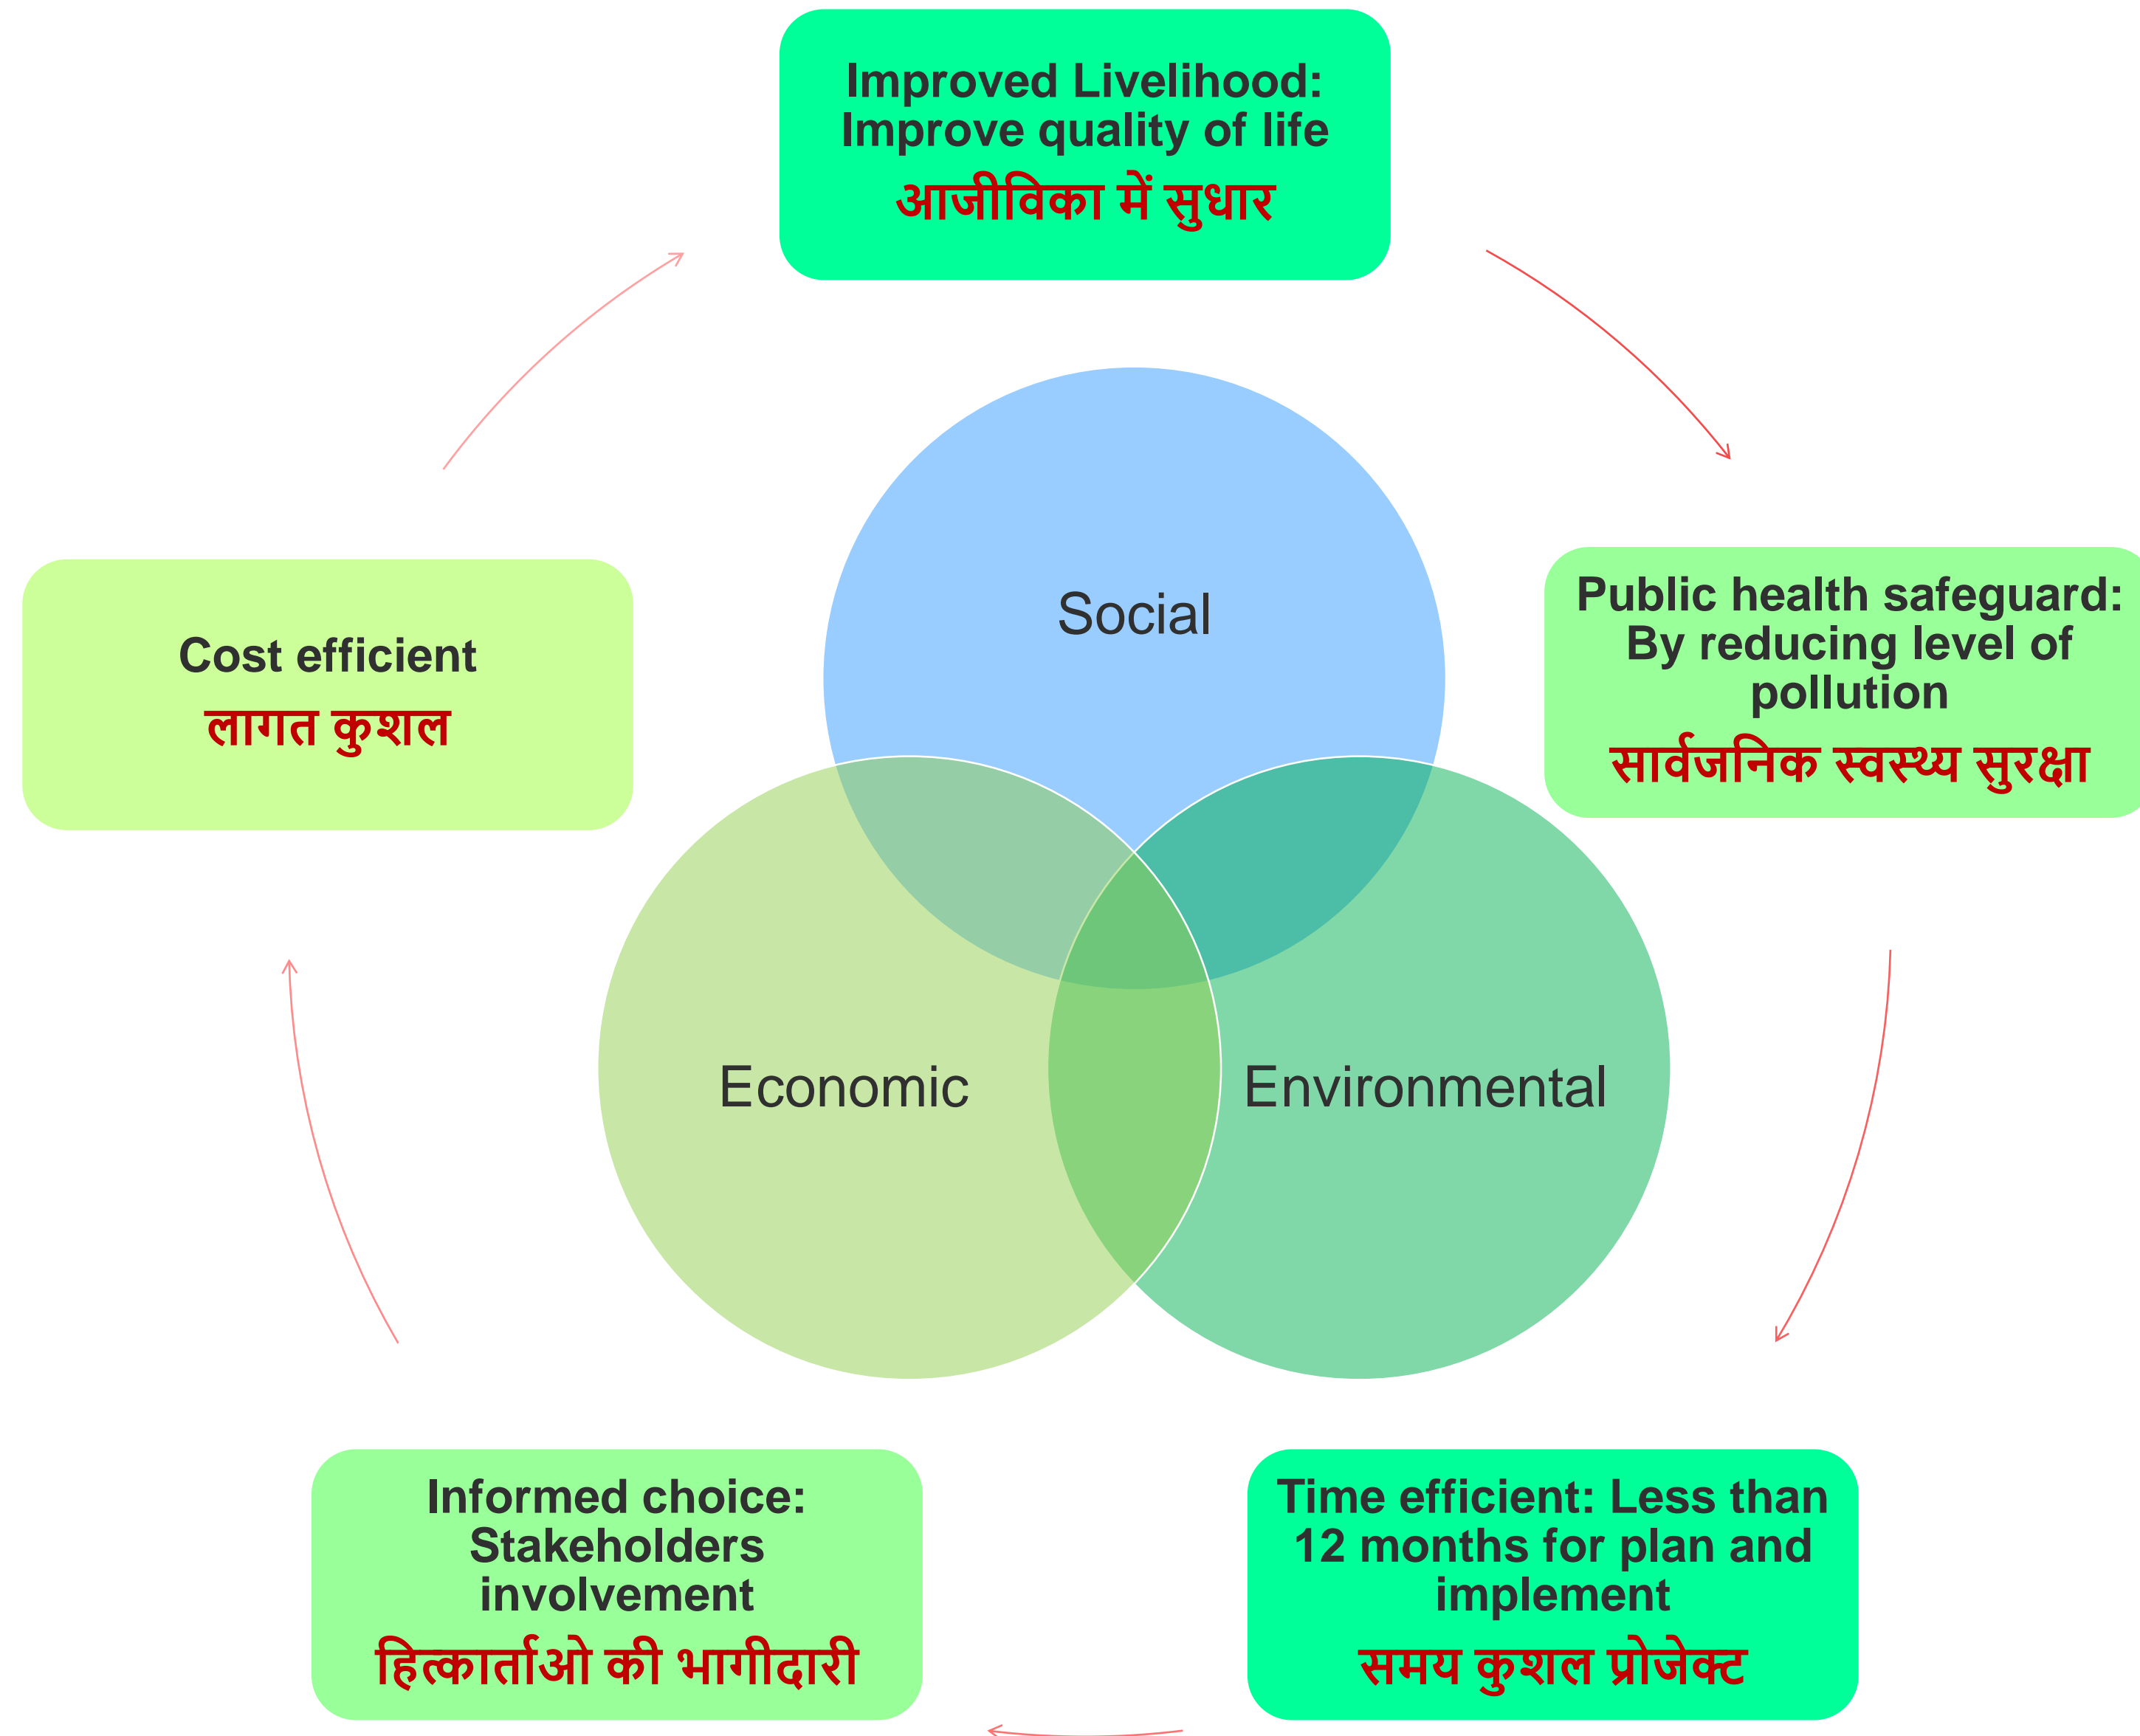 Improved Livelihood:
Improve quality of life
आजीविका में सुधार
Public health safeguard:
By reducing level of
pollution
सार्वजनिक स्वास्थ्य सुक्षा
Time efficient: Less than
12 months for plan and
implement
समय कुशल प्रोजेक्ट
Informed choice:
Stakeholders
involvement
की भागीदारी
Cost efficient
लागत कुशल
Social
Economic
Environmental